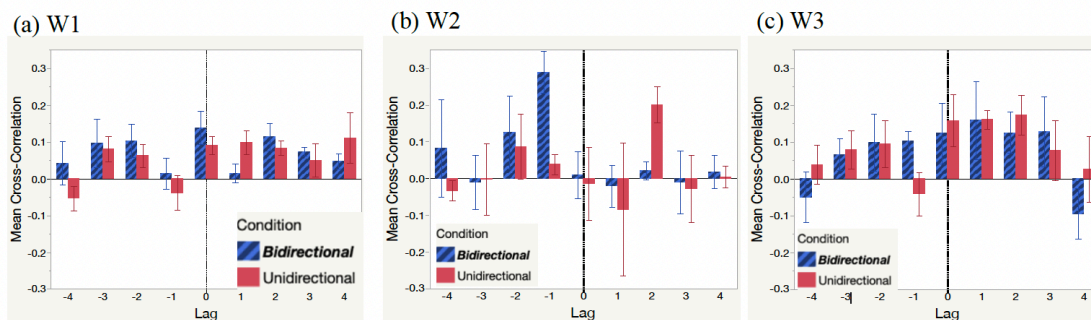 (a) W1
Mean Cross-Correlation
0.3
0.2
0.1
0.0
-0.1
-0.2
-0.3
Condition
Bidirectional
Unidirectional
-4 -3 -2 -1 0 1 2 3 4
Lag
(b) W2
Mean Cross-Correlation
0.3
0.2
0.1
0.0
-0.1
-0.2
-0.3
Condition
Bidirectional
Unidirectional
-4 -3 -2 -1 0 1 2 3 4
Lag
(c) W3
Mean Cross-Correlation
0.3
0.2
0.1
0.0
-0.1
-0.2
-0.3
Condition
Bidirectional
Unidirectional
-4 -3 -2 -1 0 1 2 3 4
Lag